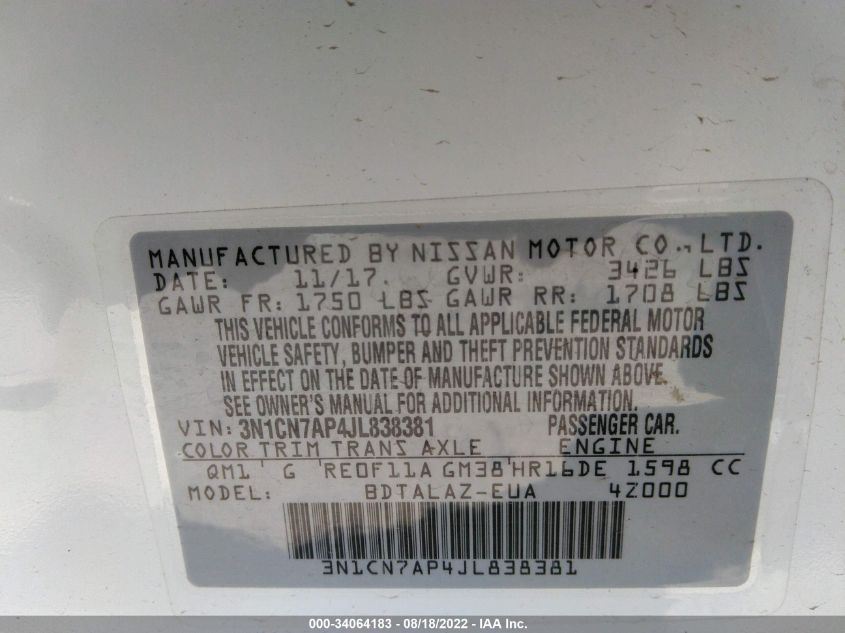 MANUFACTURED BY NISSAN MOTOR CO., LTD.
DATE: 11/17. GVWR: 3426 LBS
GAWR FR: 1750 LBS GAWR RR: 1708 LBS
THIS VEHICLE CONFORMS TO ALL APPLICABLE FEDERAL MOTOR
VEHICLE SAFETY, BUMPER AND THEFT PREVENTION STANDARDS
IN EFFECT ON THE DATE OF MANUFACTURE SHOWN ABOVE.
SEE OWNER'S MANUAL FOR ADDITIONAL INFORMATION.
VIN: 3N1CN7AP4JL838381 PASSENGER CAR.
COLOR TRIM TRANS AXLE ENGINE
QM1 G RE0F11A GM38 HR16DE 1598 CC
MODEL: BDTALAZ-EUA 4Z000
3N1CN7AP4JL838381
000-34064183 - 08/18/2022 - IAA Inc.